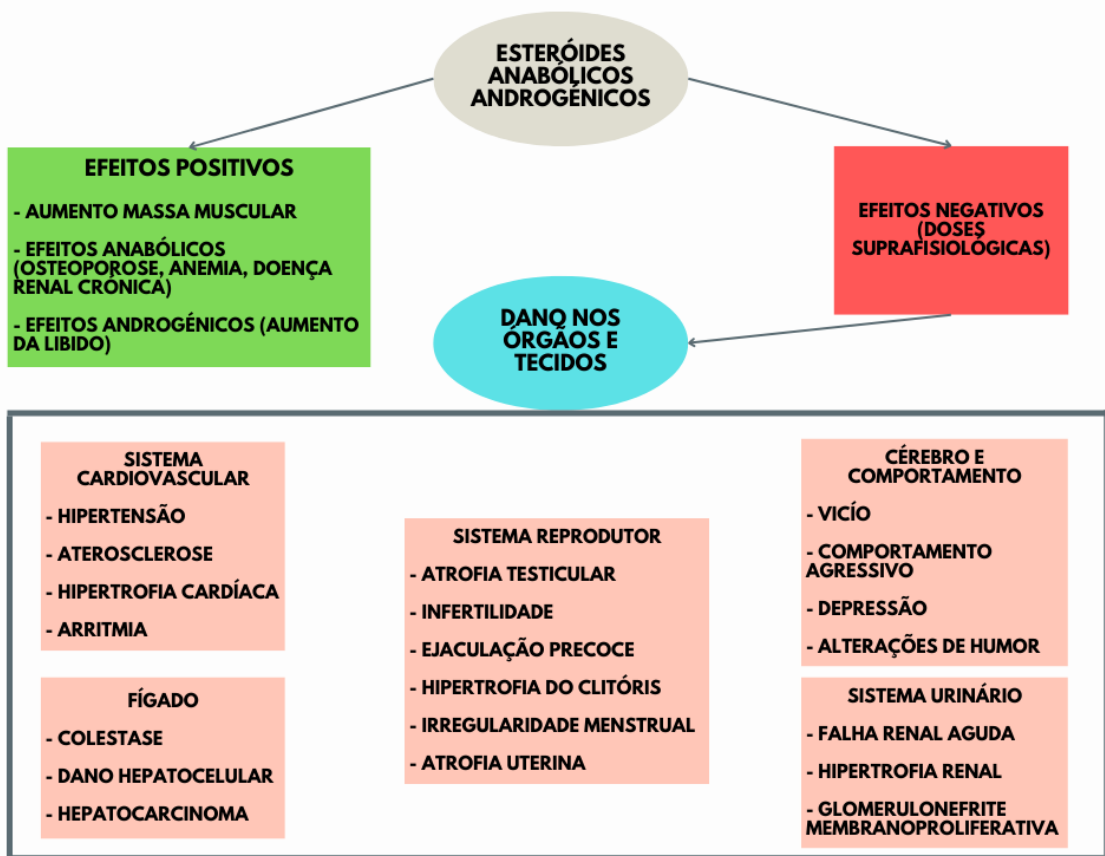 ESTERÓIDES
ANABÓLICOS
ANDROGÉNICOS
EFEITOS POSITIVOS
- AUMENTO MASSA MUSCULAR
- EFEITOS ANABÓLICOS
(OSTEOPOROSE, ANEMIA, DOENÇA
RENAL CRÓNICA)
- EFEITOS ANDROGÉNICOS (AUMENTO
DA LIBIDO)
EFEITOS NEGATIVOS
(DOSES
SUPRAFISIOLÓGICAS)
DANO NOS
ÓRGÃOS E
TECIDOS
SISTEMA
CARDIOVASCULAR
- HIPERTENSÃO
- ATEROSCLEROSE
- HIPERTROFIA CARDÍACA
- ARRITMIA
FÍGADO
- COLESTASE
- DANO HEPATOCELULAR
- HEPATOCARCINOMA
SISTEMA REPRODUTOR
- ATROFIA TESTICULAR
- INFERTILIDADE
- EJACULAÇÃO PRECOCE
- HIPERTROFIA DO CLITÓRIS
- IRREGULARIDADE MENSTRUAL
- ATROFIA UTERINA
CÉREBRO E
COMPORTAMENTO
- VICÍO
- COMPORTAMENTO
AGRESSIVO
- DEPRESSÃO
- ALTERAÇÕES DE HUMOR
SISTEMA URINÁRIO
- FALHA RENAL AGUDA
- HIPERTROFIA RENAL
- GLOMERULONEFRITE
MEMBRANOPROLIFERATIVA